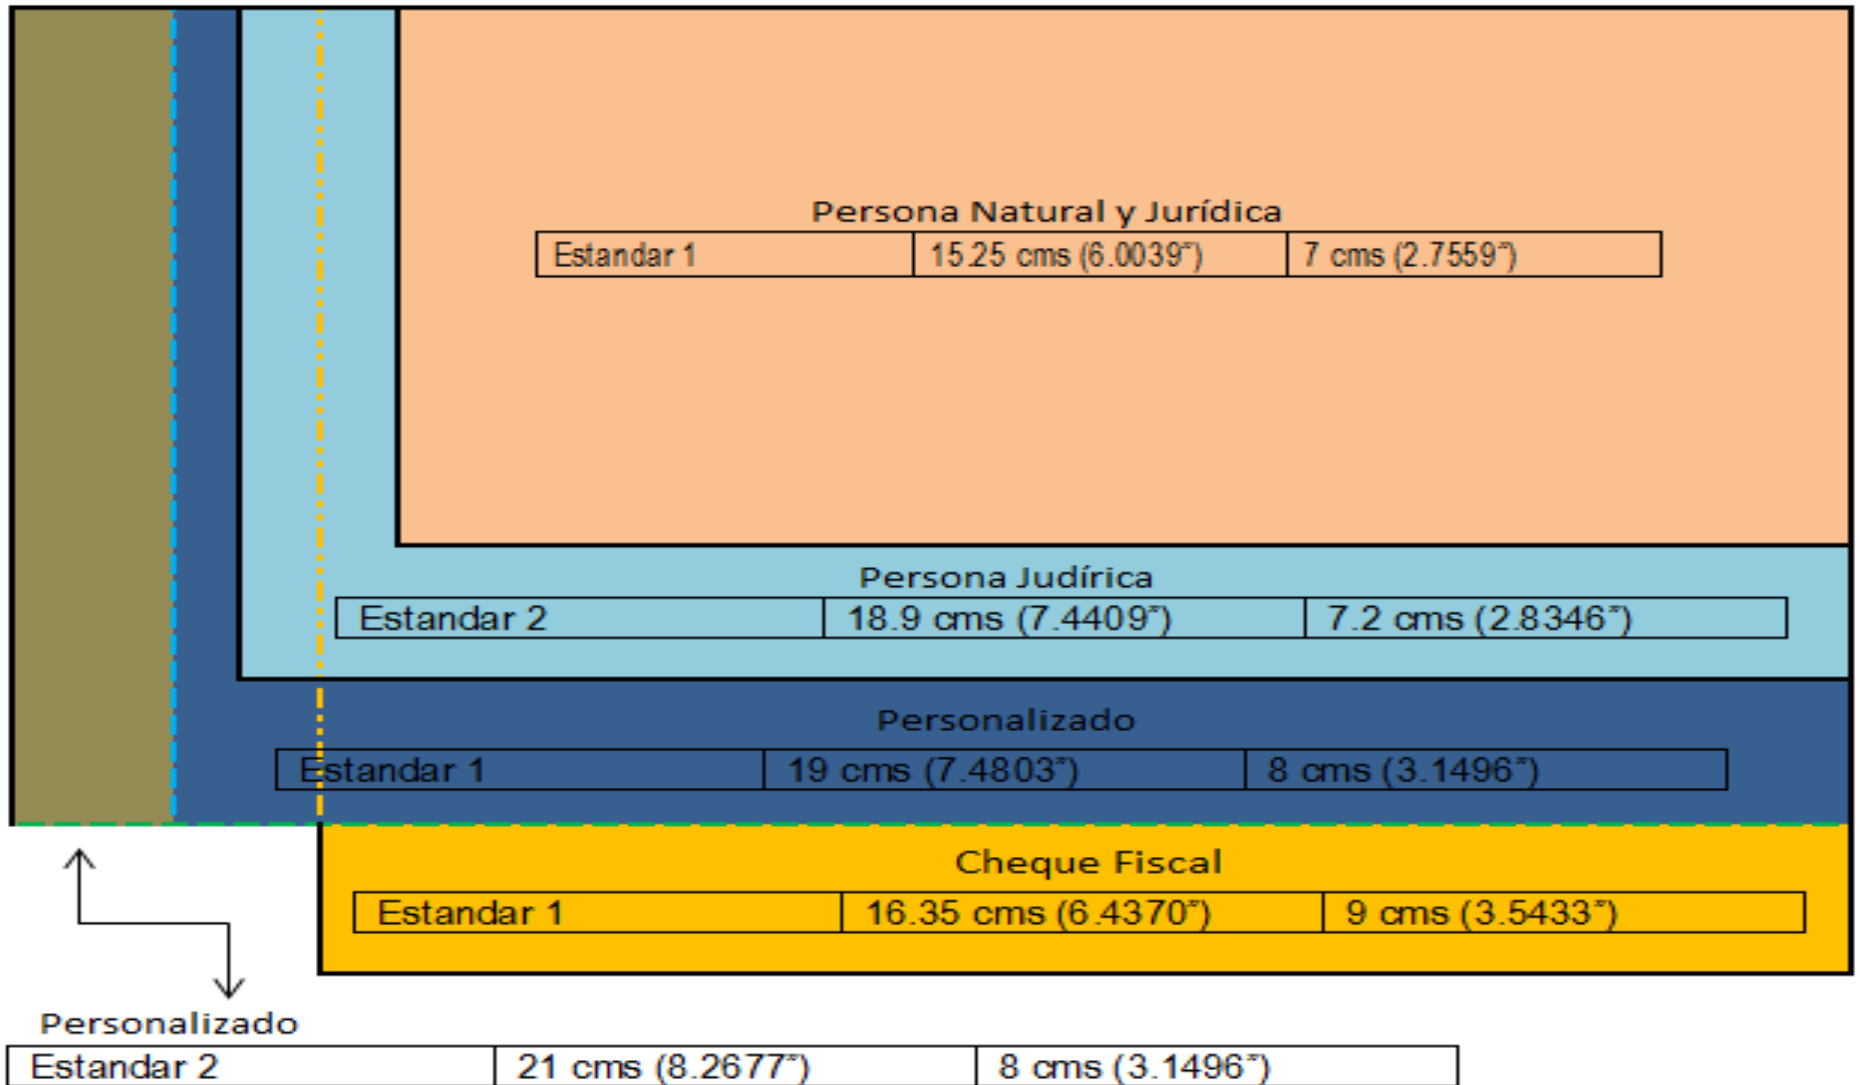 Persona Natural y Jurídica
Estandar 1 15.25 cms (6.0039”) 7 cms (2.7559”)
Persona Judírica
Estandar 2 18.9 cms (7.4409”) 7.2 cms (2.8346”)
Personalizado
Estandar 1 19 cms (7.4803”) 8 cms (3.1496”)
Cheque Fiscal
Estandar 1 16.35 cms (6.4370”) 9 cms (3.5433”)
Personalizado
Estandar 2 21 cms (8.2677”) 8 cms (3.1496”)